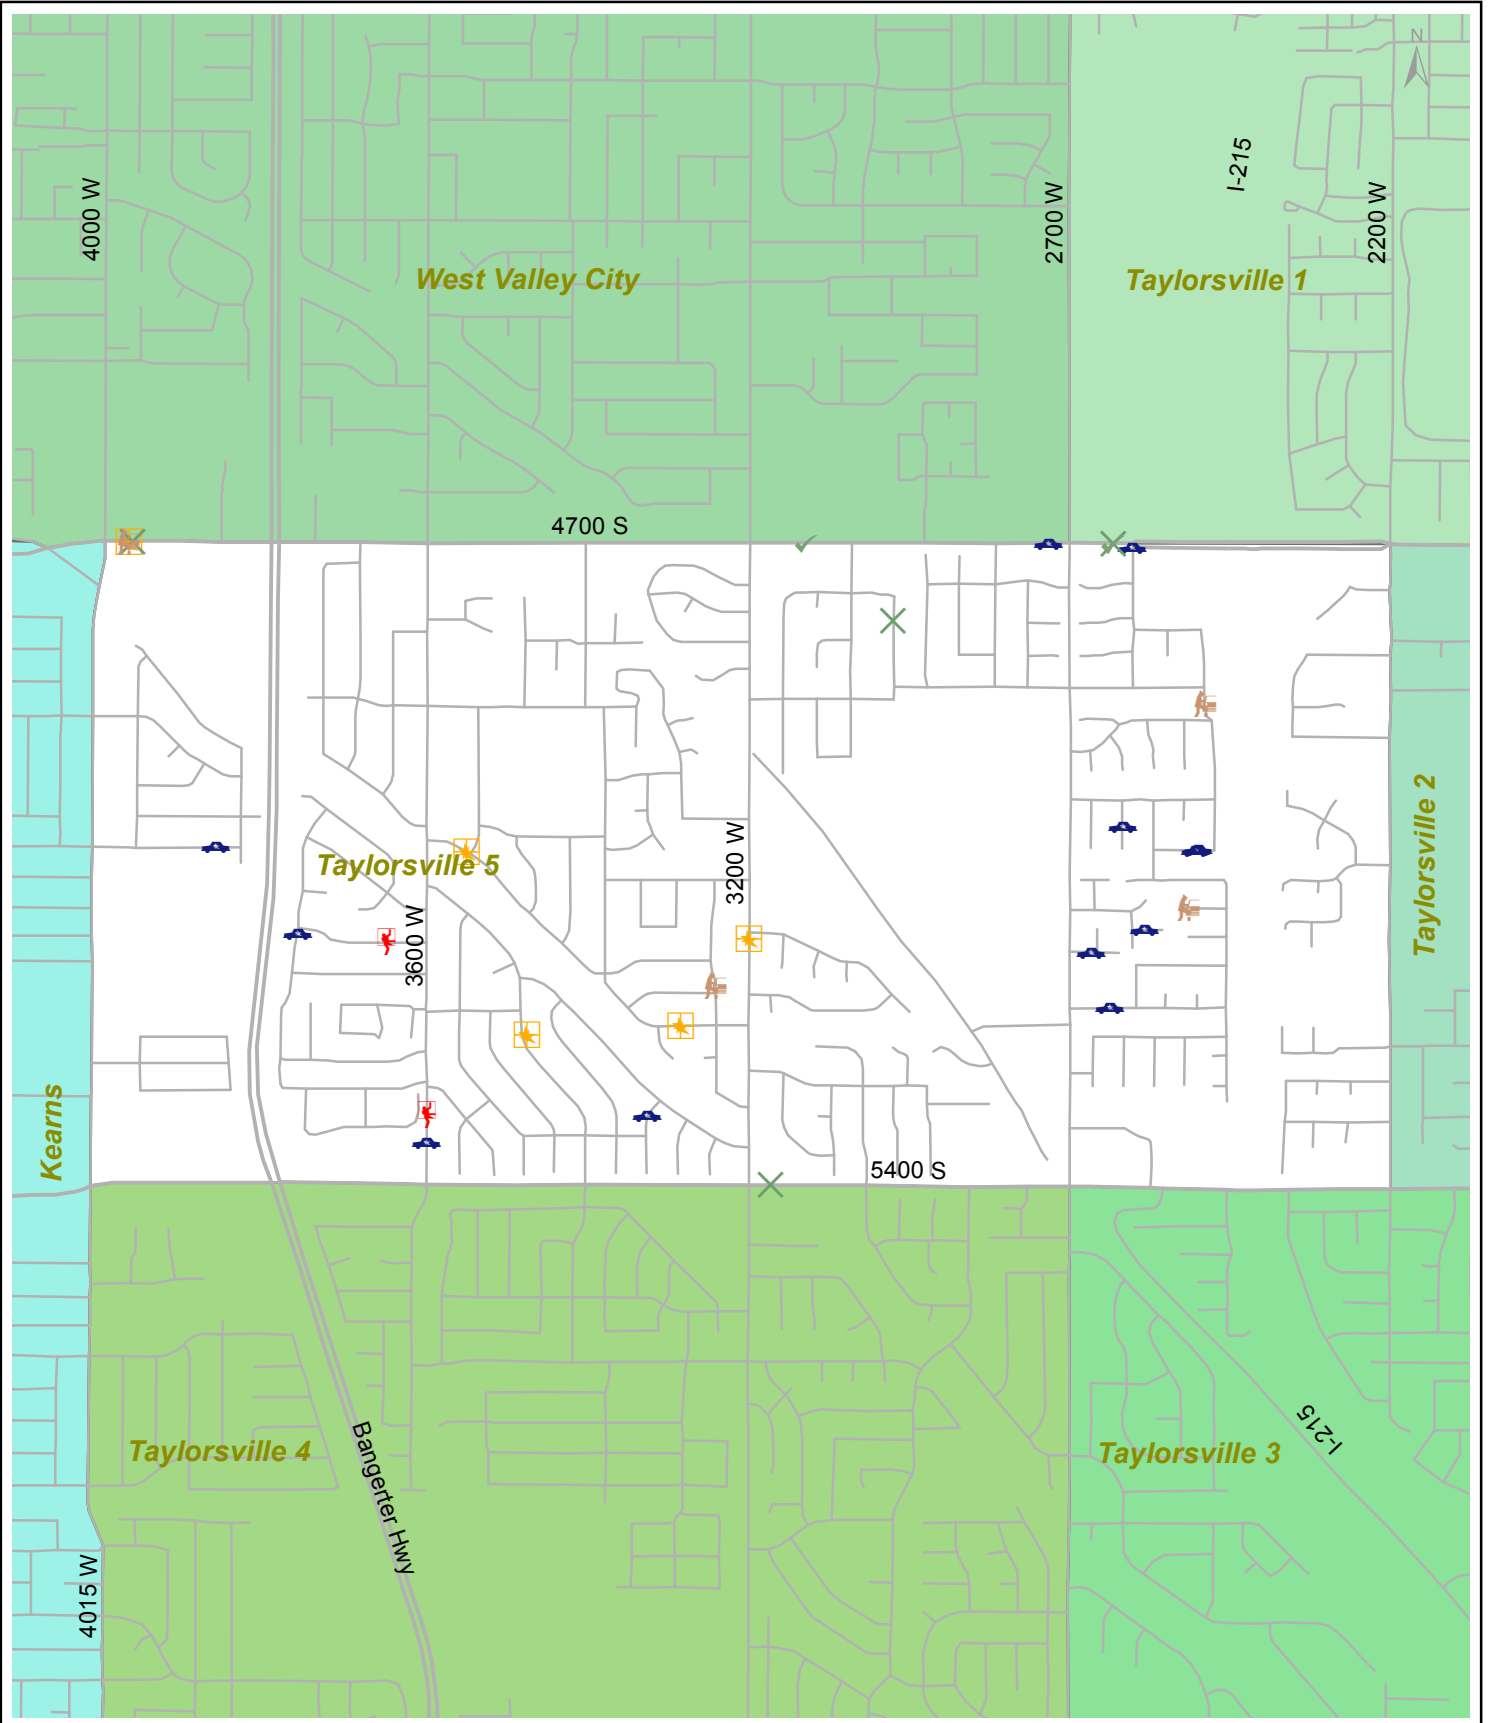 N
I-215
4000 W
2700 W
2200 W
West Valley City
Taylorsville 1
4700 S
Taylorsville 2
3200 W
Taylorsville 5
3600 W
Kearns
5400 S
I-215
Taylorsville 4
Taylorsville 3
Bangerter Hwy
4015 W